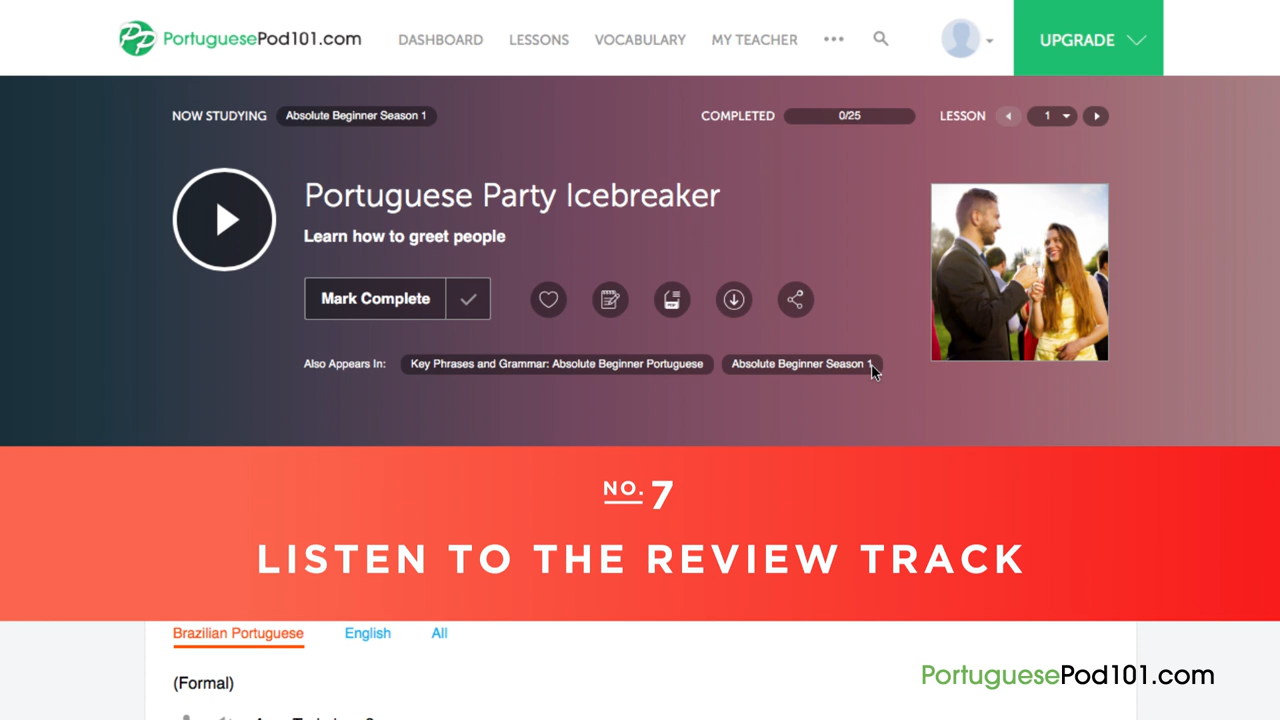 PortuguesePod101.com DASHBOARD LESSONS VOCABULARY MY TEACHER UPGRADE
NOW STUDYING Absolute Beginner Season 1 COMPLETED 0/25 LESSON 1
Portuguese Party Icebreaker
Learn how to greet people
Mark Complete
Also Appears In: Key Phrases and Grammar: Absolute Beginner Portuguese Absolute Beginner Season 1
NO. 7
LISTEN TO THE REVIEW TRACK
Brazilian Portuguese English All
(Formal)
PortuguesePod101.com